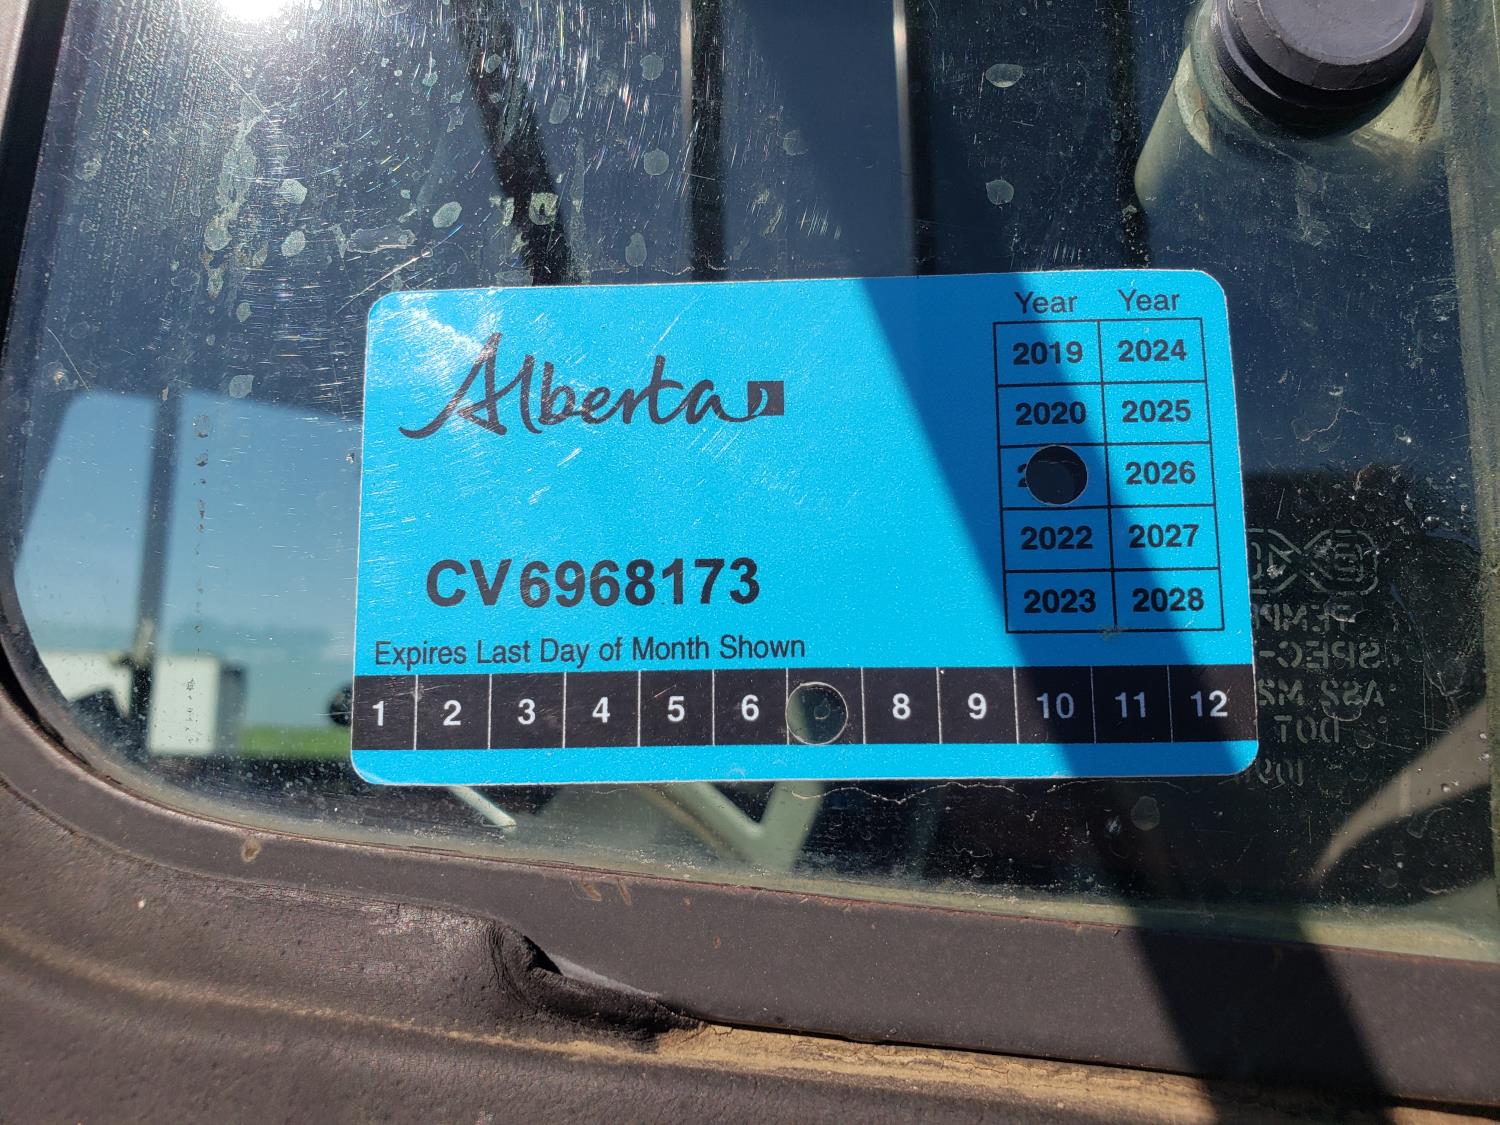 Alberta
Year Year
2019 2024
2020 2025
2026
2022 2027
2023 2028
CV6968173
Expires Last Day of Month Shown
1 2 3 4 5 6 8 9 10 11 12